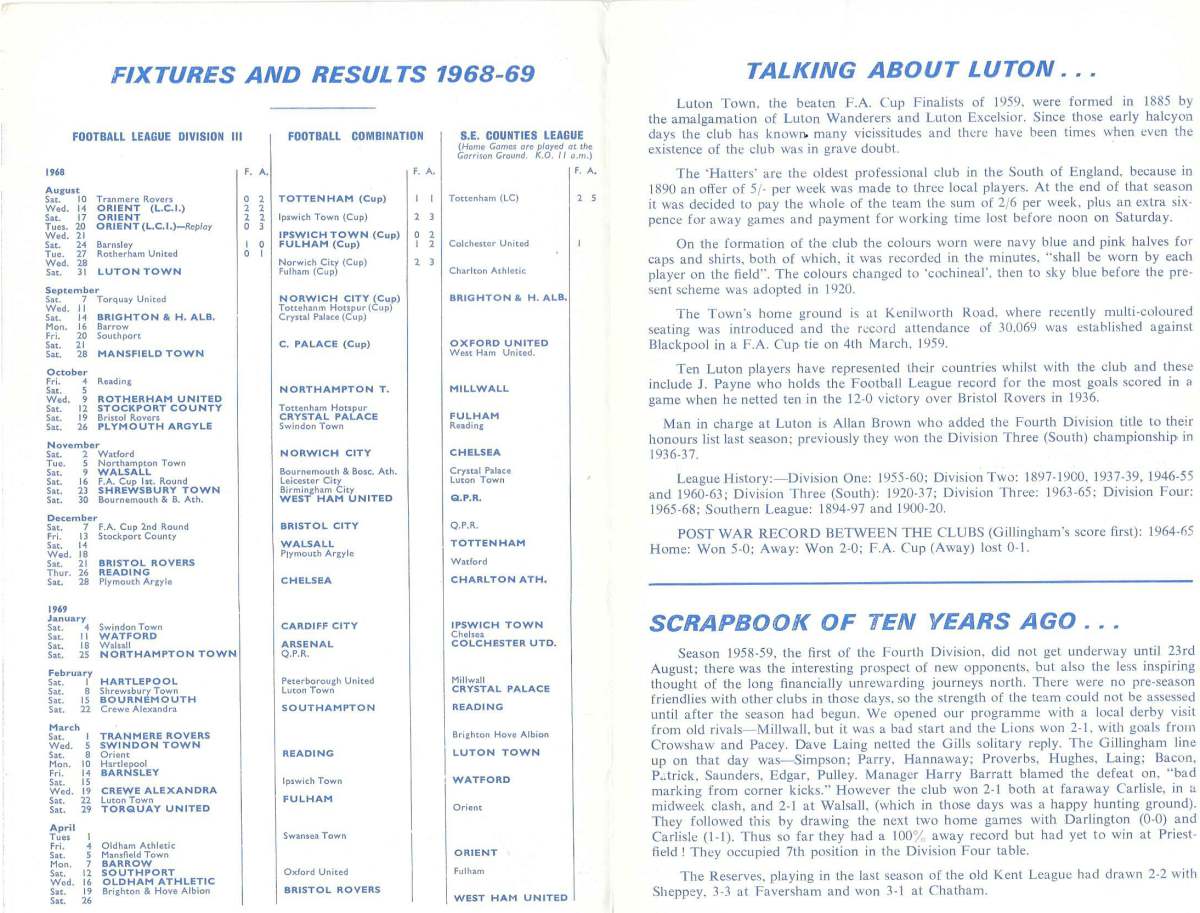 FIXTURES AND RESULTS 1968-69
FOOTBALL LEAGUE DIVISION III
1968 F. A.
August
Sat. 10 Tranmere Rovers 0 2
Wed. 14 ORIENT (L.C.I.) 2 2
Sat. 17 ORIENT 2 2
Tues. 20 ORIENT (L.C.I.)—Replay 0 3
Wed. 21
Sat. 24 Barnsley 1 0
Tue. 27 Rotherham United 0 1
Wed. 28
Sat. 31 LUTON TOWN
September
Sat. 7 Torquay United
Wed. 11
Sat. 14 BRIGHTON & H. ALB.
Mon. 16 Barrow
Fri. 20 Southport
Sat. 21
Sat. 28 MANSFIELD TOWN
October
Fri. 4 Reading
Sat. 5
Wed. 9 ROTHERHAM UNITED
Sat. 12 STOCKPORT COUNTY
Sat. 19 Bristol Rovers
Sat. 26 PLYMOUTH ARGYLE
November
Sat. 2 Watford
Tue. 5 Northampton Town
Sat. 9 WALSALL
Sat. 16 F.A. Cup 1st. Round
Sat. 23 SHREWSBURY TOWN
Sat. 30 Bournemouth & B. Ath.
December
Sat. 7 F.A. Cup 2nd Round
Fri. 13 Stockport County
Sat. 14
Wed. 18
Sat. 21 BRISTOL ROVERS
Thur. 26 READING
Sat. 28 Plymouth Argyle
1969
January
Sat. 4 Swindon Town
Sat. 11 WATFORD
Sat. 18 Walsall
Sat. 25 NORTHAMPTON TOWN
February
Sat. 1 HARTLEPOOL
Sat. 8 Shrewsbury Town
Sat. 15 BOURNEMOUTH
Sat. 22 Crewe Alexandra
March
Sat. 1 TRANMERE ROVERS
Wed. 5 SWINDON TOWN
Sat. 8 Orient
Mon. 10 Hartlepool
Fri. 14 BARNSLEY
Sat. 15
Wed. 19 CREWE ALEXANDRA
Sat. 22 Luton Town
Sat. 29 TORQUAY UNITED
April
Tues 1
Fri. 4 Oldham Athletic
Sat. 5 Mansfield Town
Mon. 7 BARROW
Sat. 12 SOUTHPORT
Wed. 16 OLDHAM ATHLETIC
Sat. 19 Brighton & Hove Albion
Sat. 26
FOOTBALL COMBINATION
F. A.
TOTTENHAM (Cup) 1 1
Ipswich Town (Cup) 2 3
IPSWICH TOWN (Cup) 0 2
FULHAM (Cup) 1 2
Norwich City (Cup) 2 3
Fulham (Cup)
NORWICH CITY (Cup)
Tottehanm Hotspur (Cup)
Crystal Palace (Cup)
C. PALACE (Cup)
NORTHAMPTON T.
Tottenham Hotspur
CRYSTAL PALACE
Swindon Town
NORWICH CITY
Bournemouth & Bosc. Ath.
Leicester City
Birmingham City
WEST HAM UNITED
BRISTOL CITY
WALSALL
Plymouth Argyle
CHELSEA
CARDIFF CITY
ARSENAL
Q.P.R.
Peterborough United
Luton Town
SOUTHAMPTON
READING
Ipswich Town
FULHAM
Swansea Town
Oxford United
BRISTOL ROVERS
S.E. COUNTIES LEAGUE
(Home Games are played at the
Garrison Ground. K.O. 11 a.m.)
F. A.
Tottenham (LC) 2 5
Colchester United 1
Charlton Athletic
BRIGHTON & H. ALB.
OXFORD UNITED
West Ham United.
MILLWALL
FULHAM
Reading
CHELSEA
Crystal Palace
Luton Town
Q.P.R.
Q.P.R.
TOTTENHAM
Watford
CHARLTON ATH.
IPSWICH TOWN
Chelsea
COLCHESTER UTD.
Millwall
CRYSTAL PALACE
READING
Brighton Hove Albion
LUTON TOWN
WATFORD
Orient
ORIENT
Fulham
WEST HAM UNITED
TALKING ABOUT LUTON . . .
Luton Town, the beaten F.A. Cup Finalists of 1959, were formed in 1885 by
the amalgamation of Luton Wanderers and Luton Excelsior. Since those early halcyon
days the club has known many vicissitudes and there have been times when even the
existence of the club was in grave doubt.
The 'Hatters' are the oldest professional club in the South of England, because in
1890 an offer of 5/- per week was made to three local players. At the end of that season
it was decided to pay the whole of the team the sum of 2/6 per week, plus an extra six-
pence for away games and payment for working time lost before noon on Saturday.
On the formation of the club the colours worn were navy blue and pink halves for
caps and shirts, both of which, it was recorded in the minutes, "shall be worn by each
player on the field". The colours changed to 'cochineal', then to sky blue before the pre-
sent scheme was adopted in 1920.
The Town's home ground is at Kenilworth Road, where recently multi-coloured
seating was introduced and the record attendance of 30,069 was established against
Blackpool in a F.A. Cup tie on 4th March, 1959.
Ten Luton players have represented their countries whilst with the club and these
include J. Payne who holds the Football League record for the most goals scored in a
game when he netted ten in the 12-0 victory over Bristol Rovers in 1936.
Man in charge at Luton is Allan Brown who added the Fourth Division title to their
honours list last season; previously they won the Division Three (South) championship in
1936-37.
League History:—Division One: 1955-60; Division Two: 1897-1900, 1937-39, 1946-55
and 1960-63; Division Three (South): 1920-37; Division Three: 1963-65; Division Four:
1965-68; Southern League: 1894-97 and 1900-20.
POST WAR RECORD BETWEEN THE CLUBS (Gillingham's score first): 1964-65
Home: Won 5-0; Away: Won 2-0; F.A. Cup (Away) lost 0-1.
SCRAPBOOK OF TEN YEARS AGO . . .
Season 1958-59, the first of the Fourth Division, did not get underway until 23rd
August; there was the interesting prospect of new opponents, but also the less inspiring
thought of the long financially unrewarding journeys north. There were no pre-season
friendlies with other clubs in those days, so the strength of the team could not be assessed
until after the season had begun. We opened our programme with a local derby visit
from old rivals—Millwall, but it was a bad start and the Lions won 2-1, with goals from
Crowshaw and Pacey. Dave Laing netted the Gills solitary reply. The Gillingham line
up on that day was—Simpson; Parry, Hannaway; Proverbs, Hughes, Laing; Bacon,
Patrick, Saunders, Edgar, Pulley. Manager Harry Barratt blamed the defeat on, "bad
marking from corner kicks." However the club won 2-1 both at faraway Carlisle, in a
midweek clash, and 2-1 at Walsall, (which in those days was a happy hunting ground).
They followed this by drawing the next two home games with Darlington (0-0) and
Carlisle (1-1). Thus so far they had a 100% away record but had yet to win at Priest-
field ! They occupied 7th position in the Division Four table.
The Reserves, playing in the last season of the old Kent League had drawn 2-2 with
Sheppey, 3-3 at Faversham and won 3-1 at Chatham.